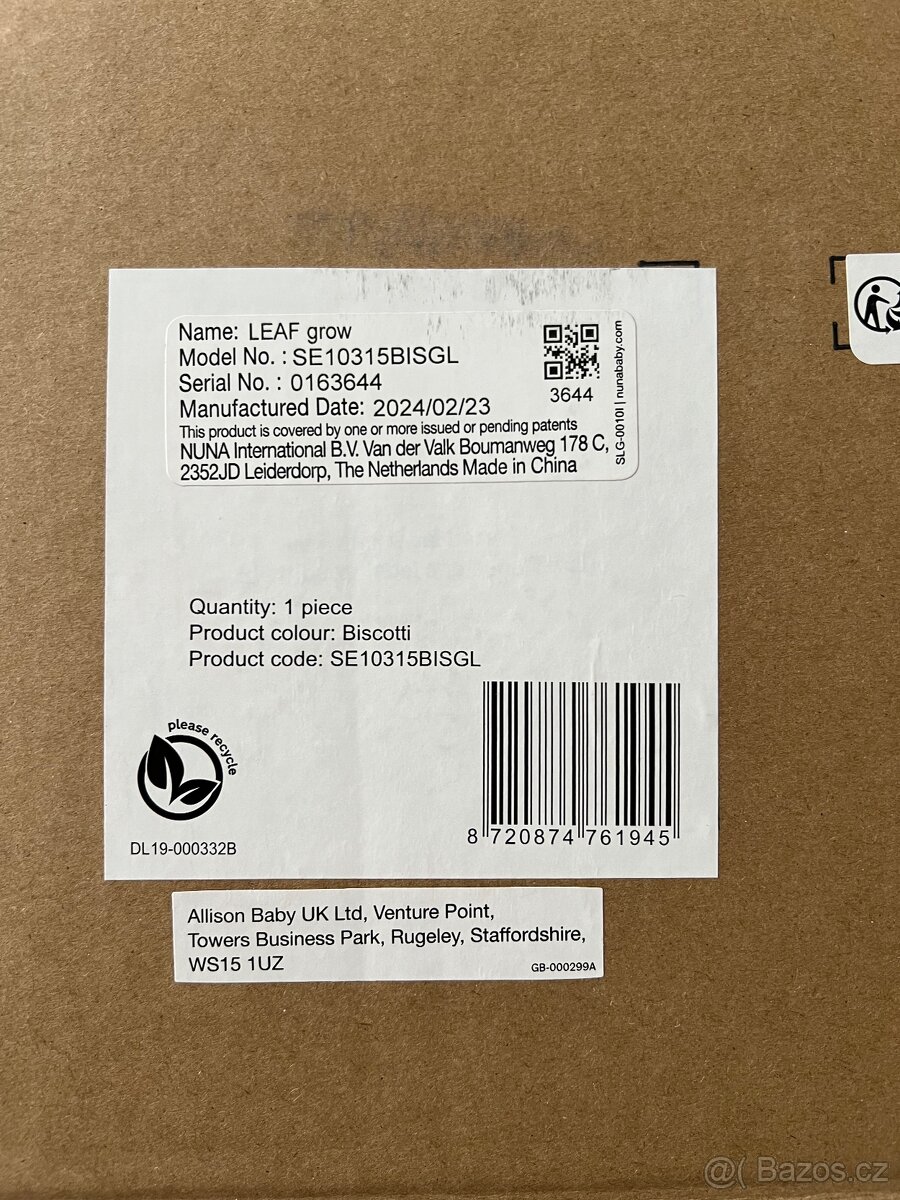 Name: LEAF grow
Model No. : SE10315BISGL
Serial No. : 0163644
Manufactured Date: 2024/02/23
This product is covered by one or more issued or pending patents
NUNA International B.V. Van der Valk Boumanweg 178 C,
2352JD Leiderdorp, The Netherlands Made in China
3644
SLG-0010I | nunababy.com
Quantity: 1 piece
Product colour: Biscotti
Product code: SE10315BISGL
please recycle
DL19-000332B
8 720874 761945
Allison Baby UK Ltd, Venture Point,
Towers Business Park, Rugeley, Staffordshire,
WS15 1UZ
GB-000299A
@( Bazos.cz